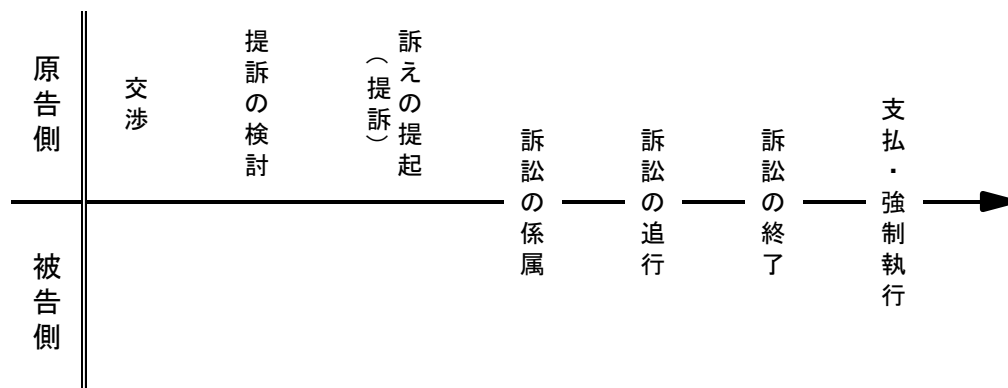 原告側
被告側
交渉
提訴の検討
訴えの提起
（提訴）
訴訟の係属
訴訟の追行
訴訟の終了
支払・強制執行